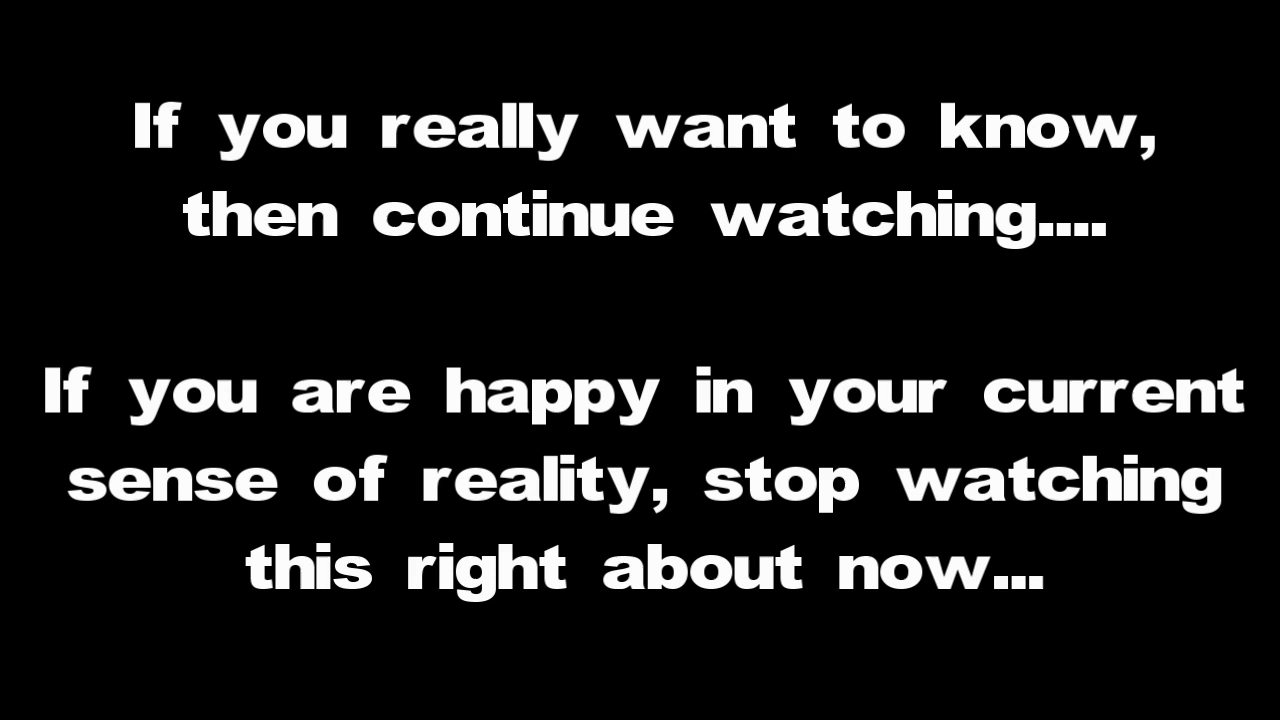 If you really want to know,
then continue watching....
If you are happy in your current
sense of reality, stop watching
this right about now...